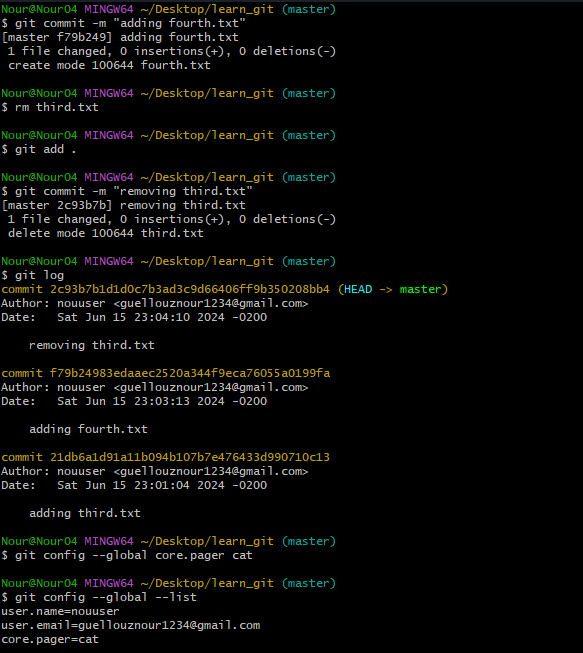 Nour@Nour04 MINGW64 ~/Desktop/learn_git (master)
$ git commit -m "adding fourth.txt"
[master f79b249] adding fourth.txt
 1 file changed, 0 insertions(+), 0 deletions(-)
 create mode 100644 fourth.txt

Nour@Nour04 MINGW64 ~/Desktop/learn_git (master)
$ rm third.txt

Nour@Nour04 MINGW64 ~/Desktop/learn_git (master)
$ git add .

Nour@Nour04 MINGW64 ~/Desktop/learn_git (master)
$ git commit -m "removing third.txt"
[master 2c93b7b] removing third.txt
 1 file changed, 0 insertions(+), 0 deletions(-)
 delete mode 100644 third.txt

Nour@Nour04 MINGW64 ~/Desktop/learn_git (master)
$ git log
commit 2c93b7b1d1d0c7b3ad3c9d66406ff9b350208bb4 (HEAD -> master)
Author: nouuser <guellouznour1234@gmail.com>
Date:   Sat Jun 15 23:04:10 2024 -0200

    removing third.txt

commit f79b24983edaaec2520a344f9eca76055a0199fa
Author: nouuser <guellouznour1234@gmail.com>
Date:   Sat Jun 15 23:03:13 2024 -0200

    adding fourth.txt

commit 21db6a1d91a11b094b107b7e476433d990710c13
Author: nouuser <guellouznour1234@gmail.com>
Date:   Sat Jun 15 23:01:04 2024 -0200

    adding third.txt

Nour@Nour04 MINGW64 ~/Desktop/learn_git (master)
$ git config --global core.pager cat

Nour@Nour04 MINGW64 ~/Desktop/learn_git (master)
$ git config --global --list
user.name=nouuser
user.email=guellouznour1234@gmail.com
core.pager=cat